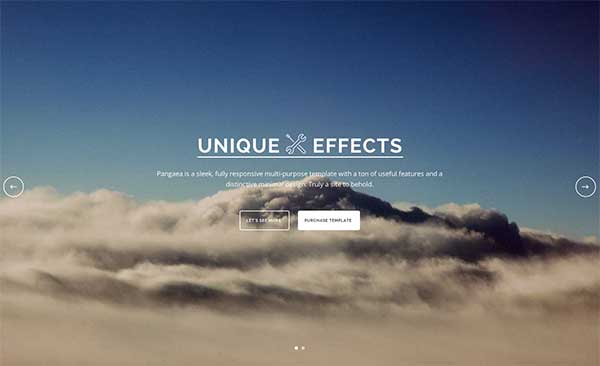 UNIQUE EFFECTS
Pangaea is a sleek, fully responsive multi-purpose template with a ton of useful features and a
distinctive minimal design. Truly a site to behold.
LET'S SEE MORE PURCHASE TEMPLATE